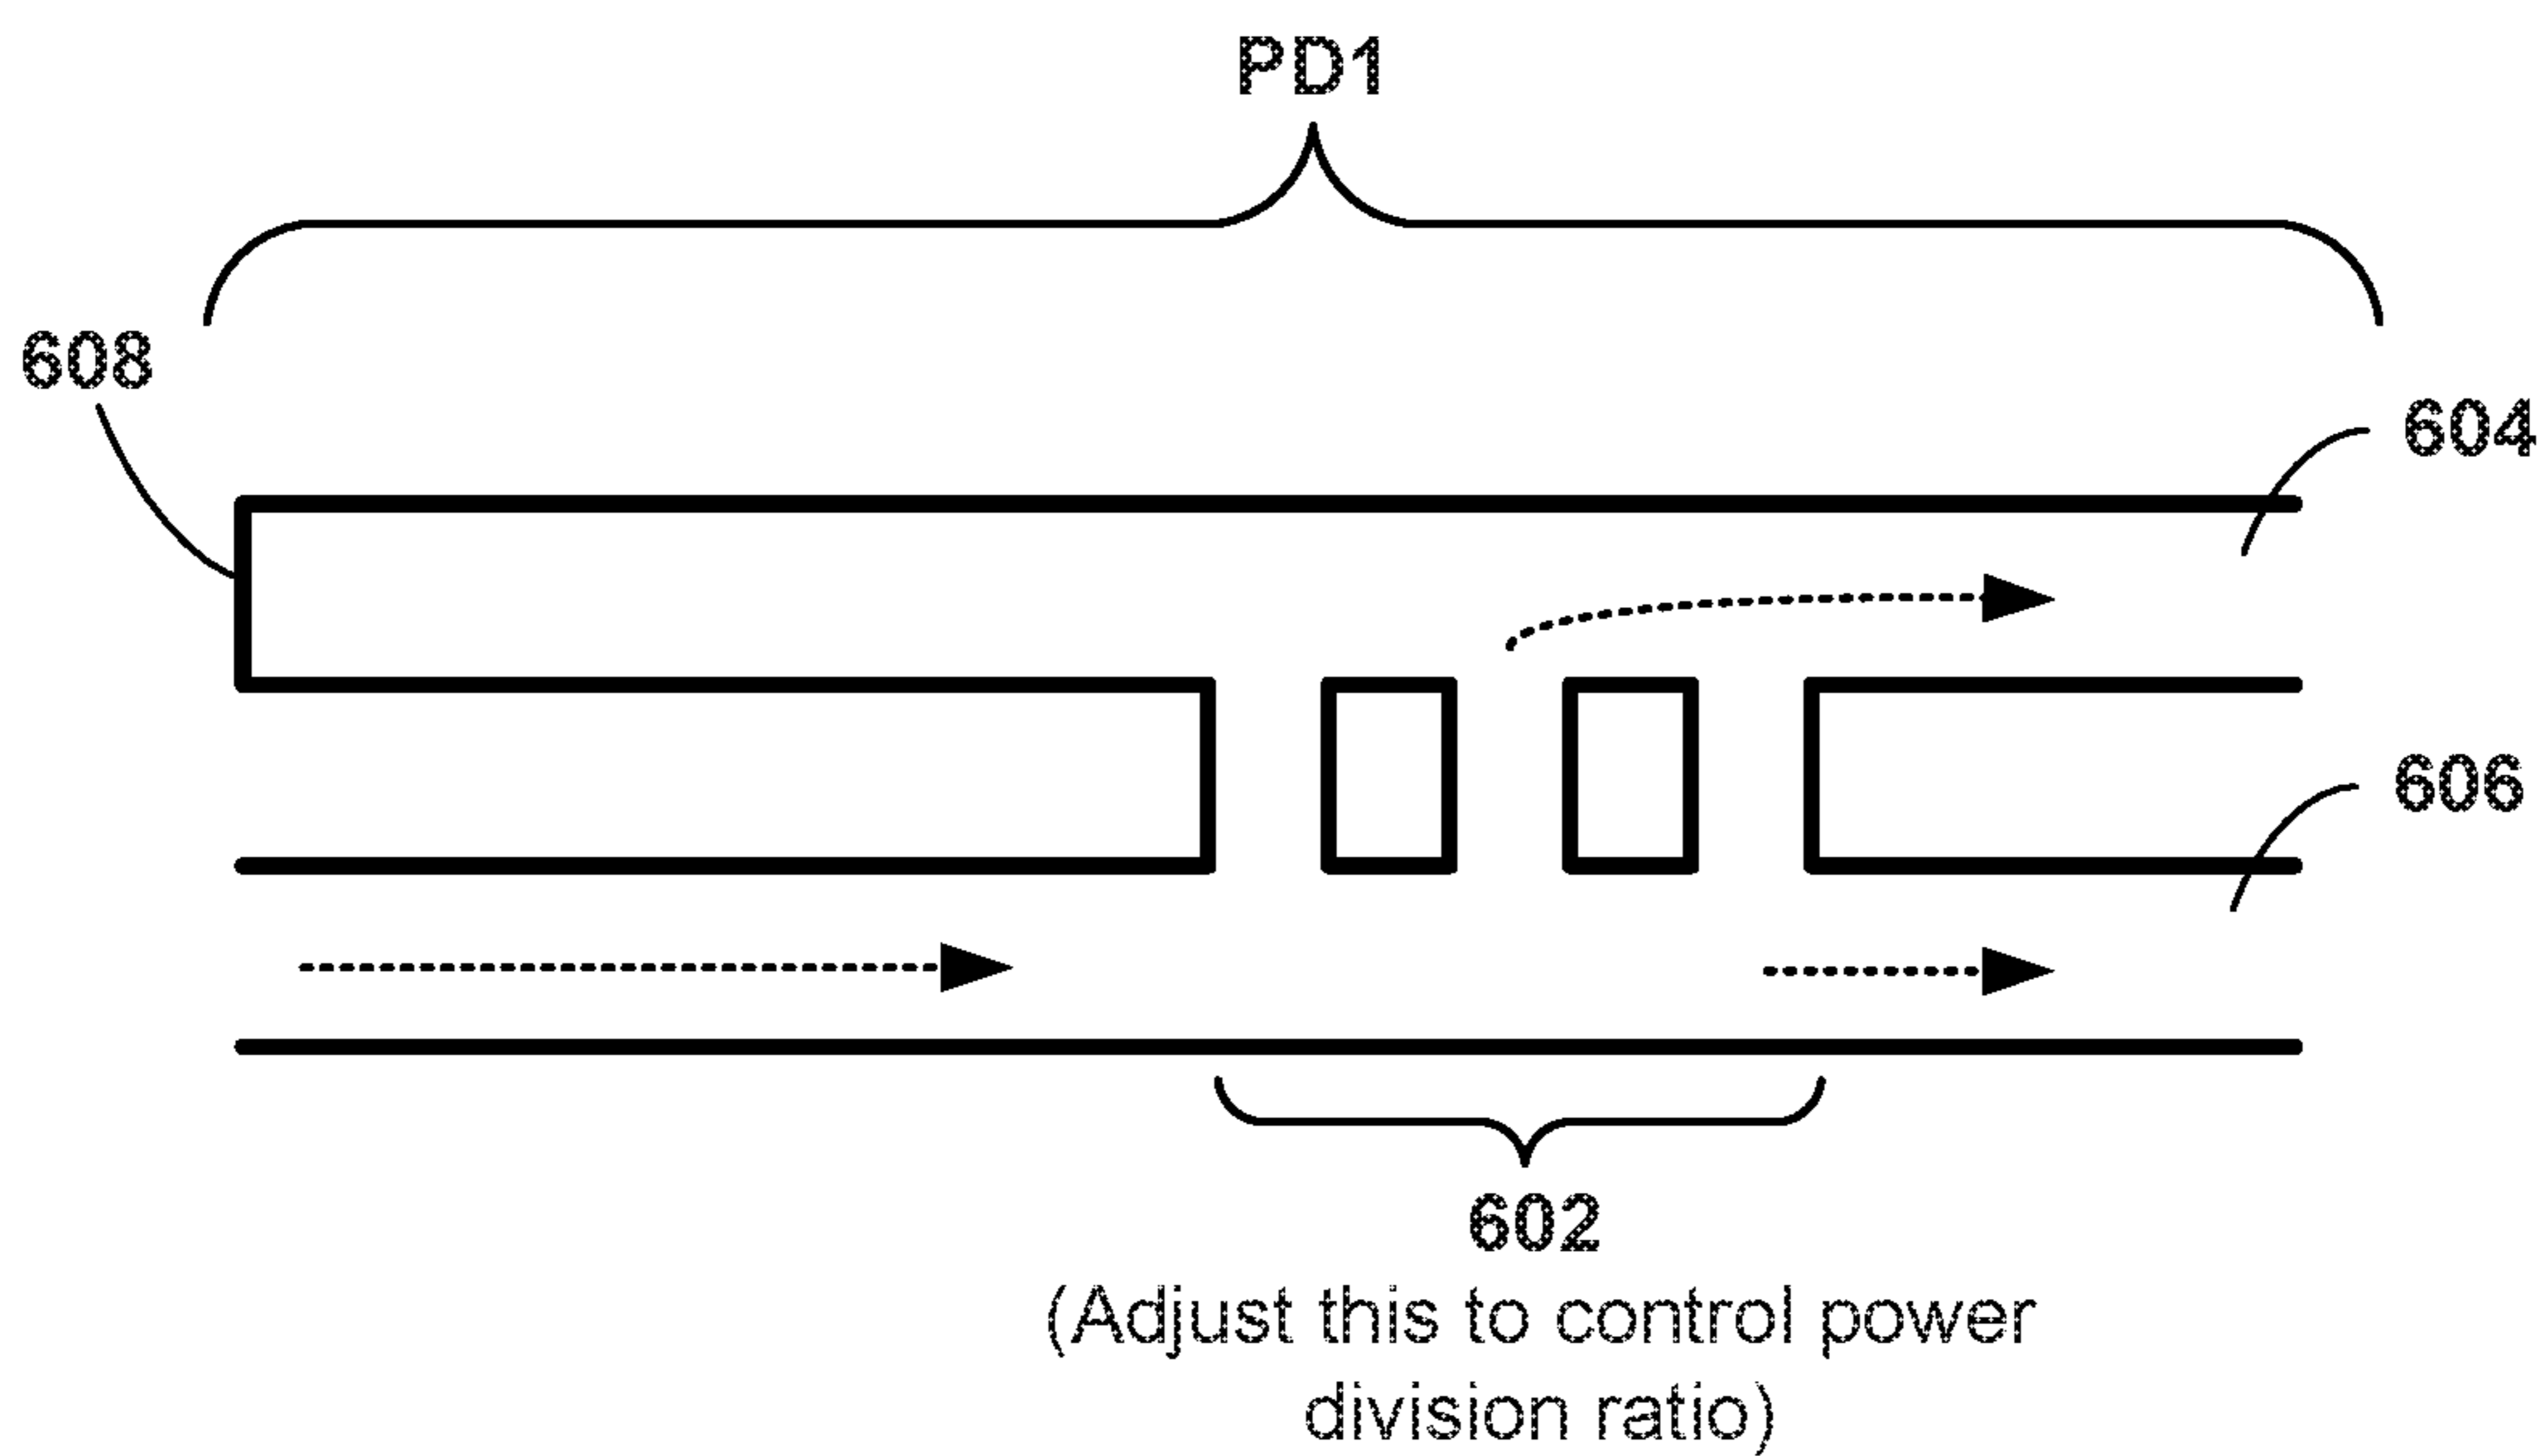 PD1
608
604
606
602
(Adjust this to control power
division ratio)